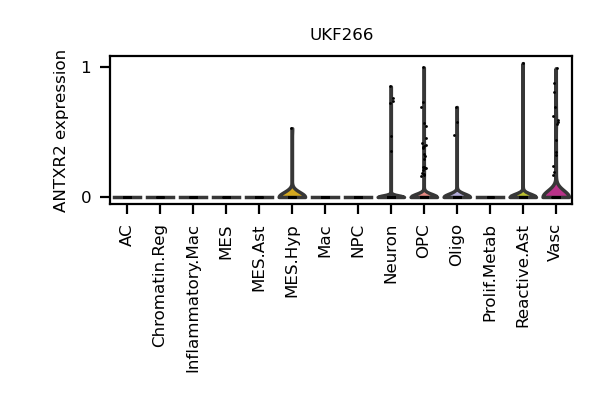 UKF266
ANTXR2 expression
1
0
AC
Chromatin.Reg
Inflammatory.Mac
MES
MES.Ast
MES.Hyp
Mac
NPC
Neuron
OPC
Oligo
Prolif.Metab
Reactive.Ast
Vasc